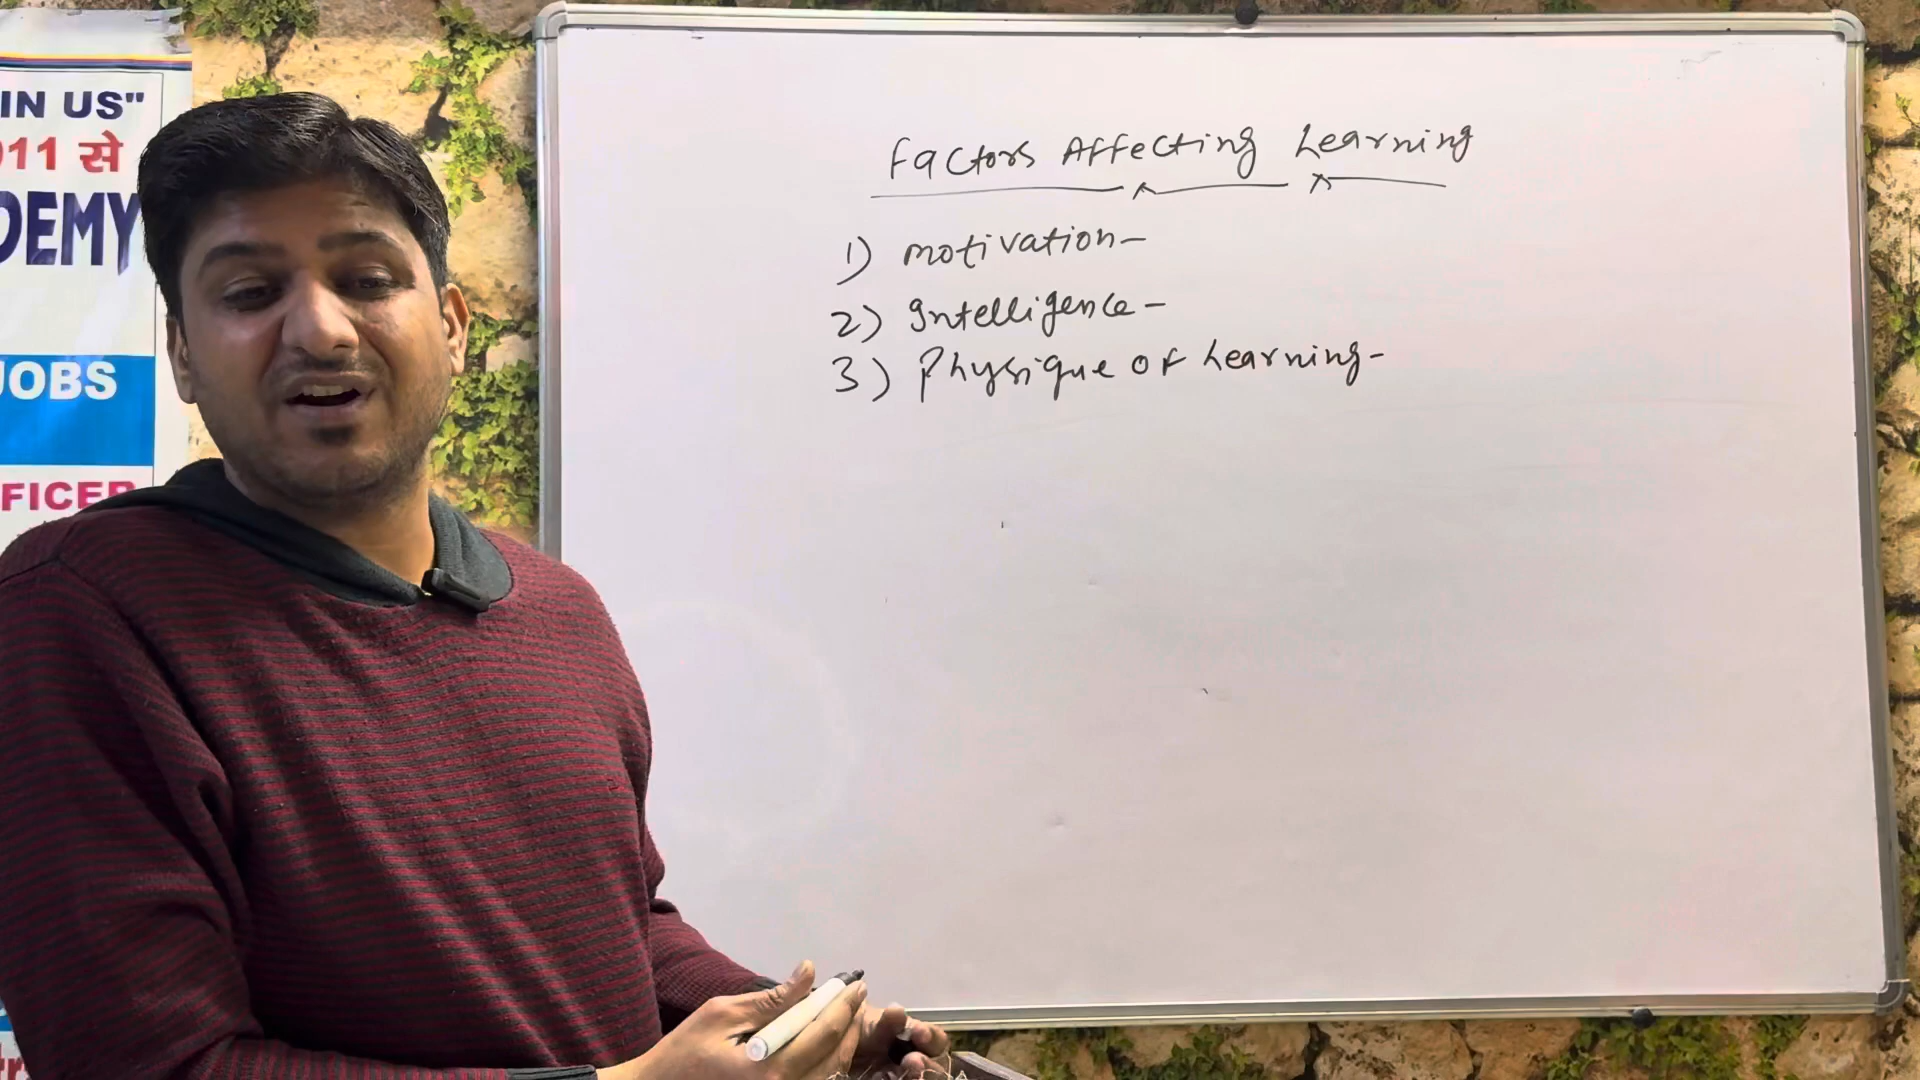 IN US"
011 से
DEMY
JOBS
FICER
Factors Affecting Learning
1) motivation-
2) Intelligence-
3) Physique of Learning-